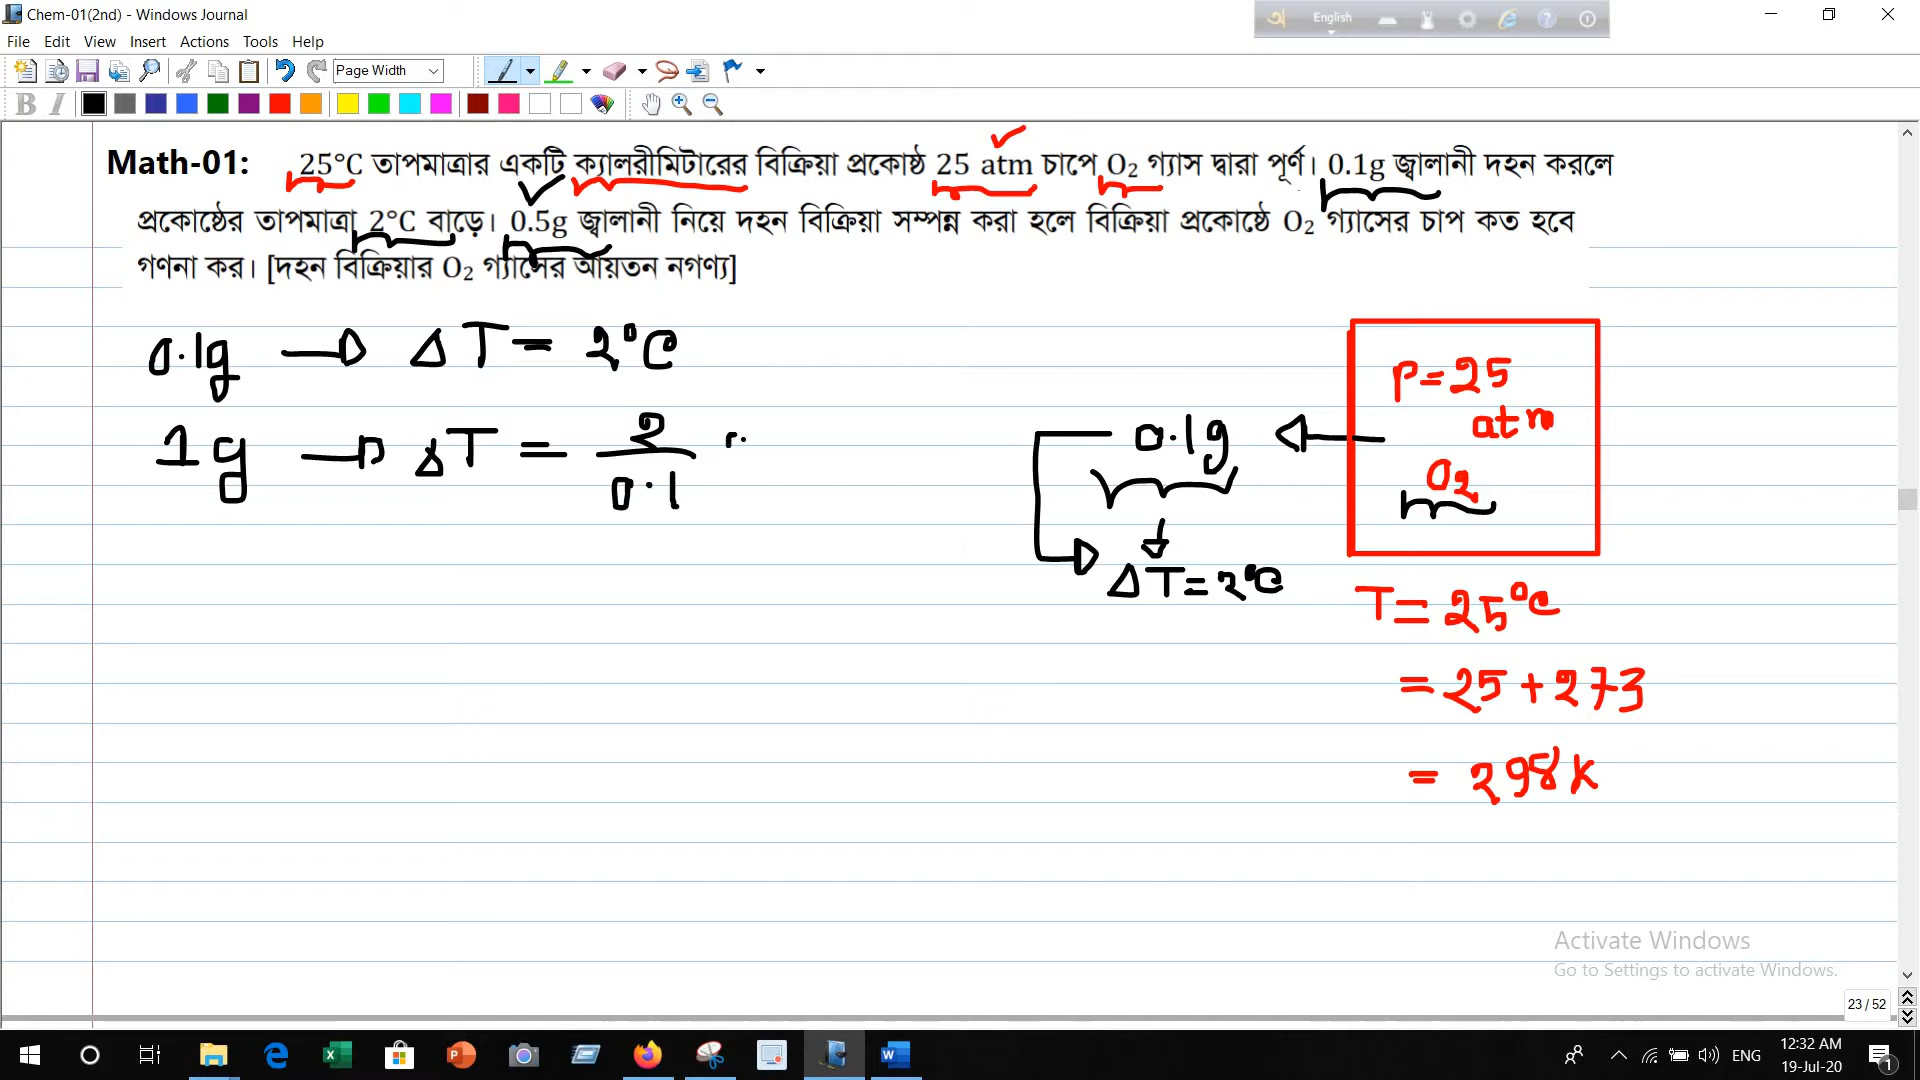 Chem-01(2nd) - Windows Journal
English
File Edit View Insert Actions Tools Help
Page Width
B I
Math-01: 25°C তাপমাত্রার একটি ক্যালরীমিটারের বিক্রিয়া প্রকোষ্ঠ 25 atm চাপে O₂ গ্যাস দ্বারা পূর্ণ। 0.1g জ্বালানী দহন করলে
প্রকোষ্ঠের তাপমাত্রা 2°C বাড়ে। 0.5g জ্বালানী নিয়ে দহন বিক্রিয়া সম্পন্ন করা হলে বিক্রিয়া প্রকোষ্ঠে O₂ গ্যাসের চাপ কত হবে
গণনা কর। [দহন বিক্রিয়ার O₂ গ্যাসের আয়তন নগণ্য]
0.1g → ΔT = 2°C
1g → ΔT = 2/0.1
P = 25
atm
O₂
0.1g
ΔT = 2°C
T = 25°C
= 25 + 273
= 298K
Activate Windows
Go to Settings to activate Windows.
23 / 52
ENG
12:32 AM
19-Jul-20
1